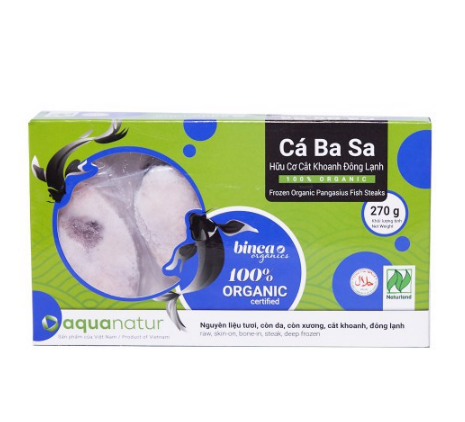 Cá Ba Sa
Hữu Cơ Cắt Khoanh Đông Lạnh
100% ORGANIC
Frozen Organic Pangasius Fish Steaks
270 g
Khối lượng tịnh
Net Weight
binca
organics
100%
ORGANIC
certified
حلال
HALAL
Naturland
aquanatur
Sản phẩm của Việt Nam | Product of Vietnam
Nguyên liệu tươi, còn da, còn xương, cắt khoanh, đông lạnh
raw, skin-on, bone-in, steak, deep frozen